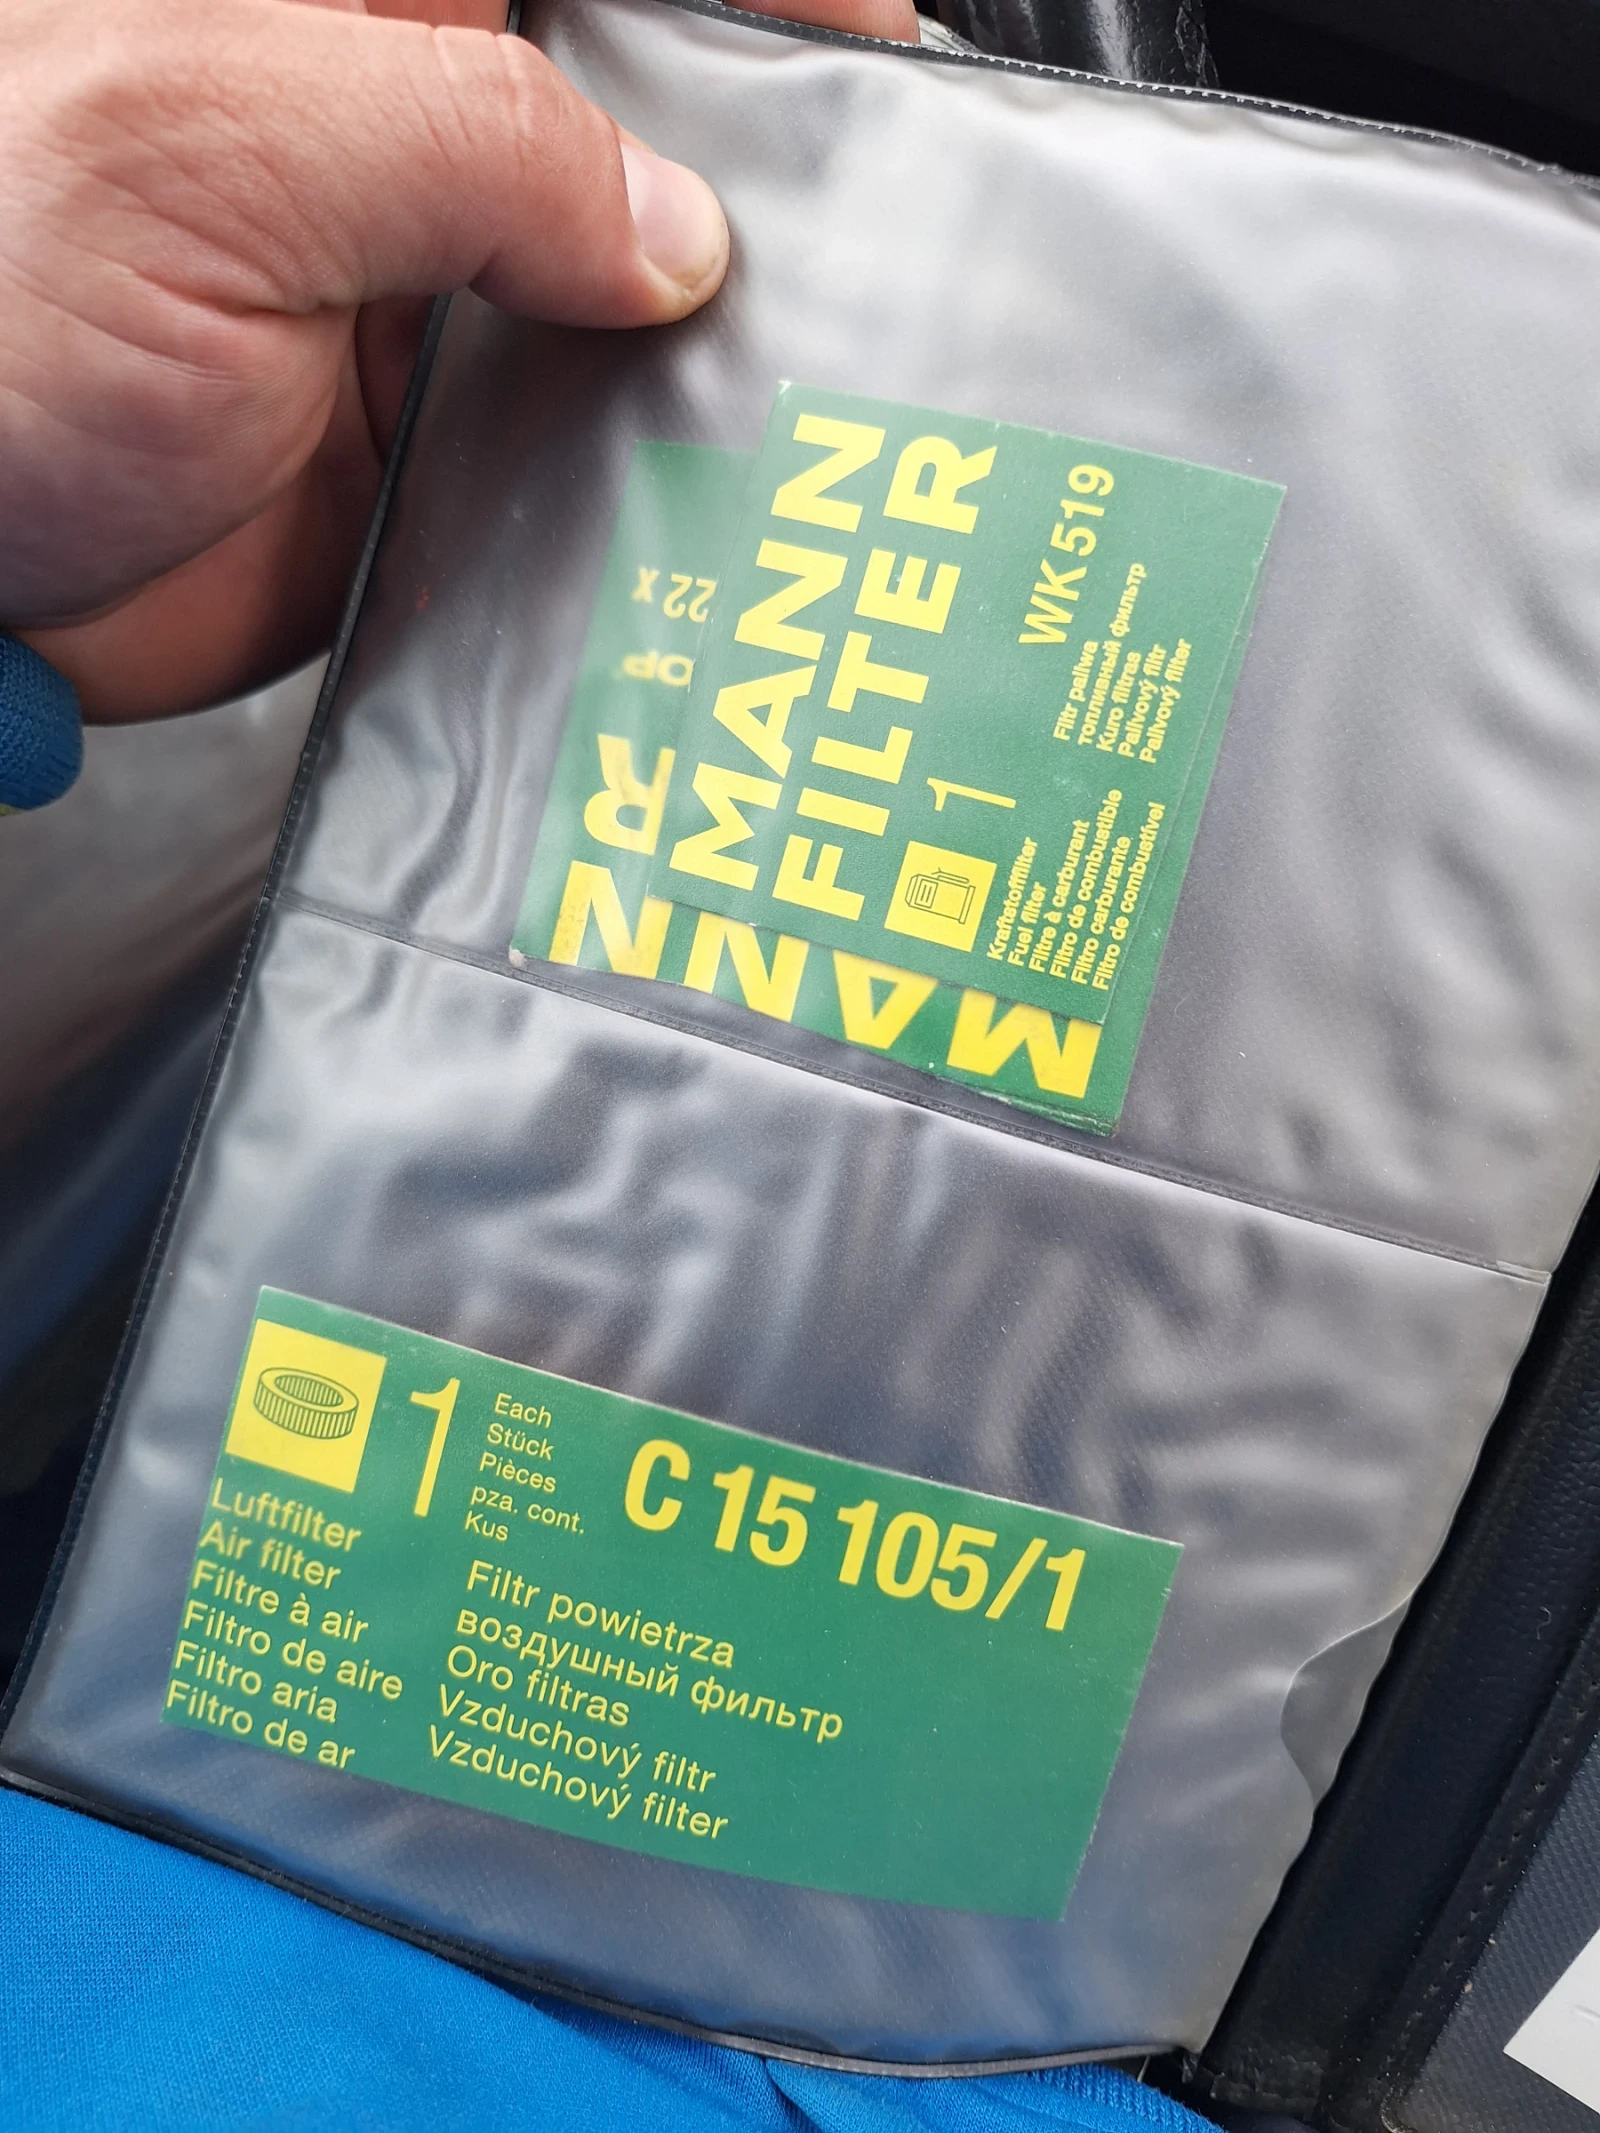 MANN
FILTER
1
WK 519
Kraftstoffilter
Fuel filter
Filtre à carburant
Filtro de combustible
Filtro carburante
Filtro de combustível
Filtr paliwa
топливный фильтр
Kuro filtras
Palivový filtr
Palivový filter
MANN
R
22 x
1
Each
Stück
Pièces
pza. cont.
Kus
C 15 105/1
Luftfilter
Air filter
Filtre à air
Filtro de aire
Filtro aria
Filtro de ar
Filtr powietrza
воздушный фильтр
Oro filtras
Vzduchový filtr
Vzduchový filter